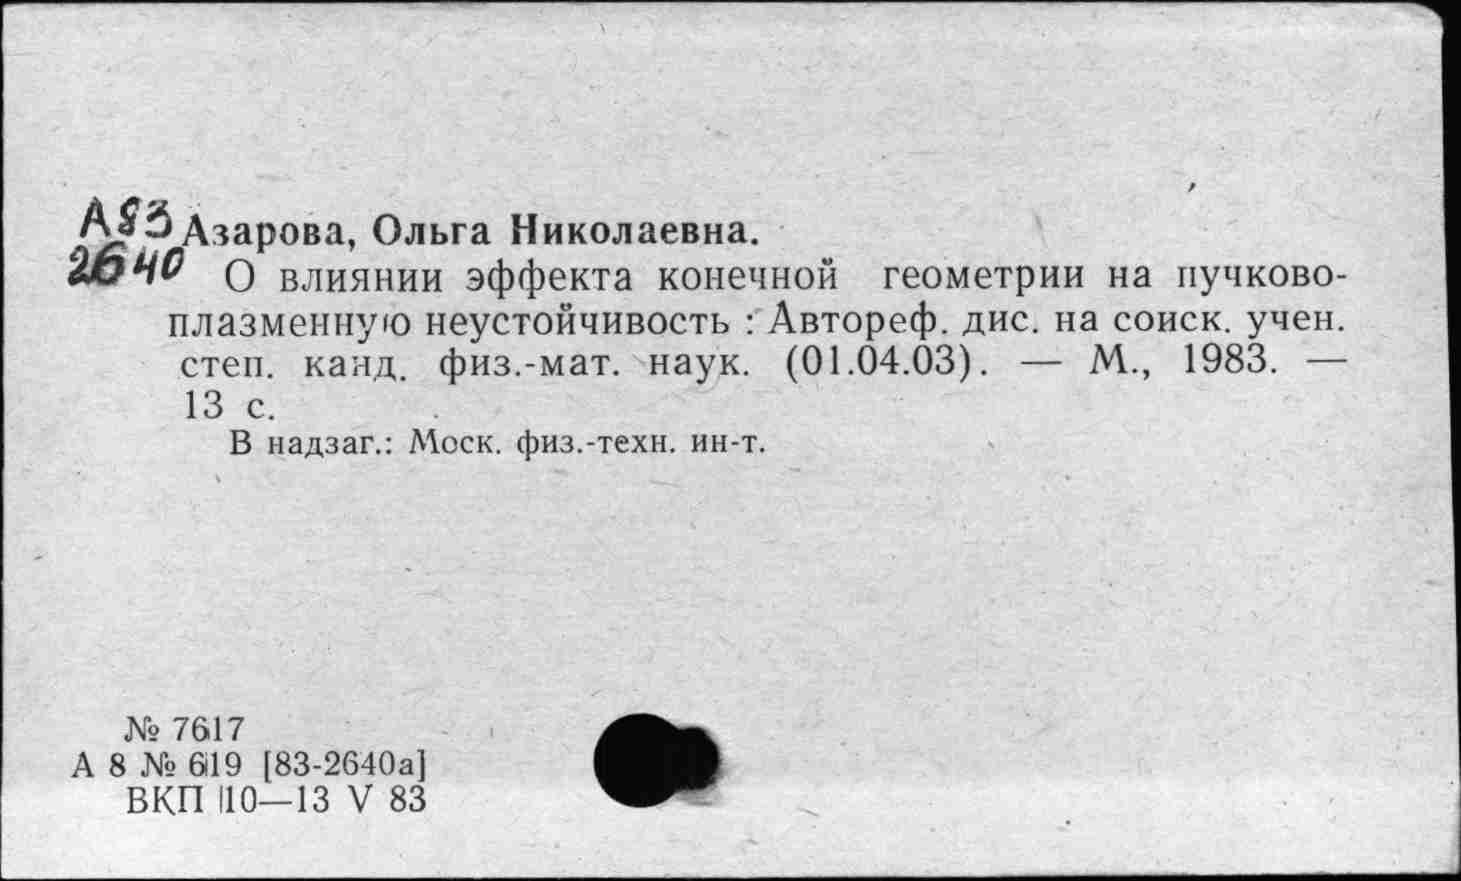 А83 Азарова, Ольга Николаевна.
2640 О влиянии эффекта конечной геометрии на пучково-
плазменную неустойчивость : Автореф. дис. на соиск. учен.
степ. канд. физ.-мат. наук. (01.04.03). — М., 1983. —
13 с.
В надзаг.: Моск. физ.-техн. ин-т.
№ 7617
А 8 № 619 [83-2640а]
ВКП 110—13 V 83